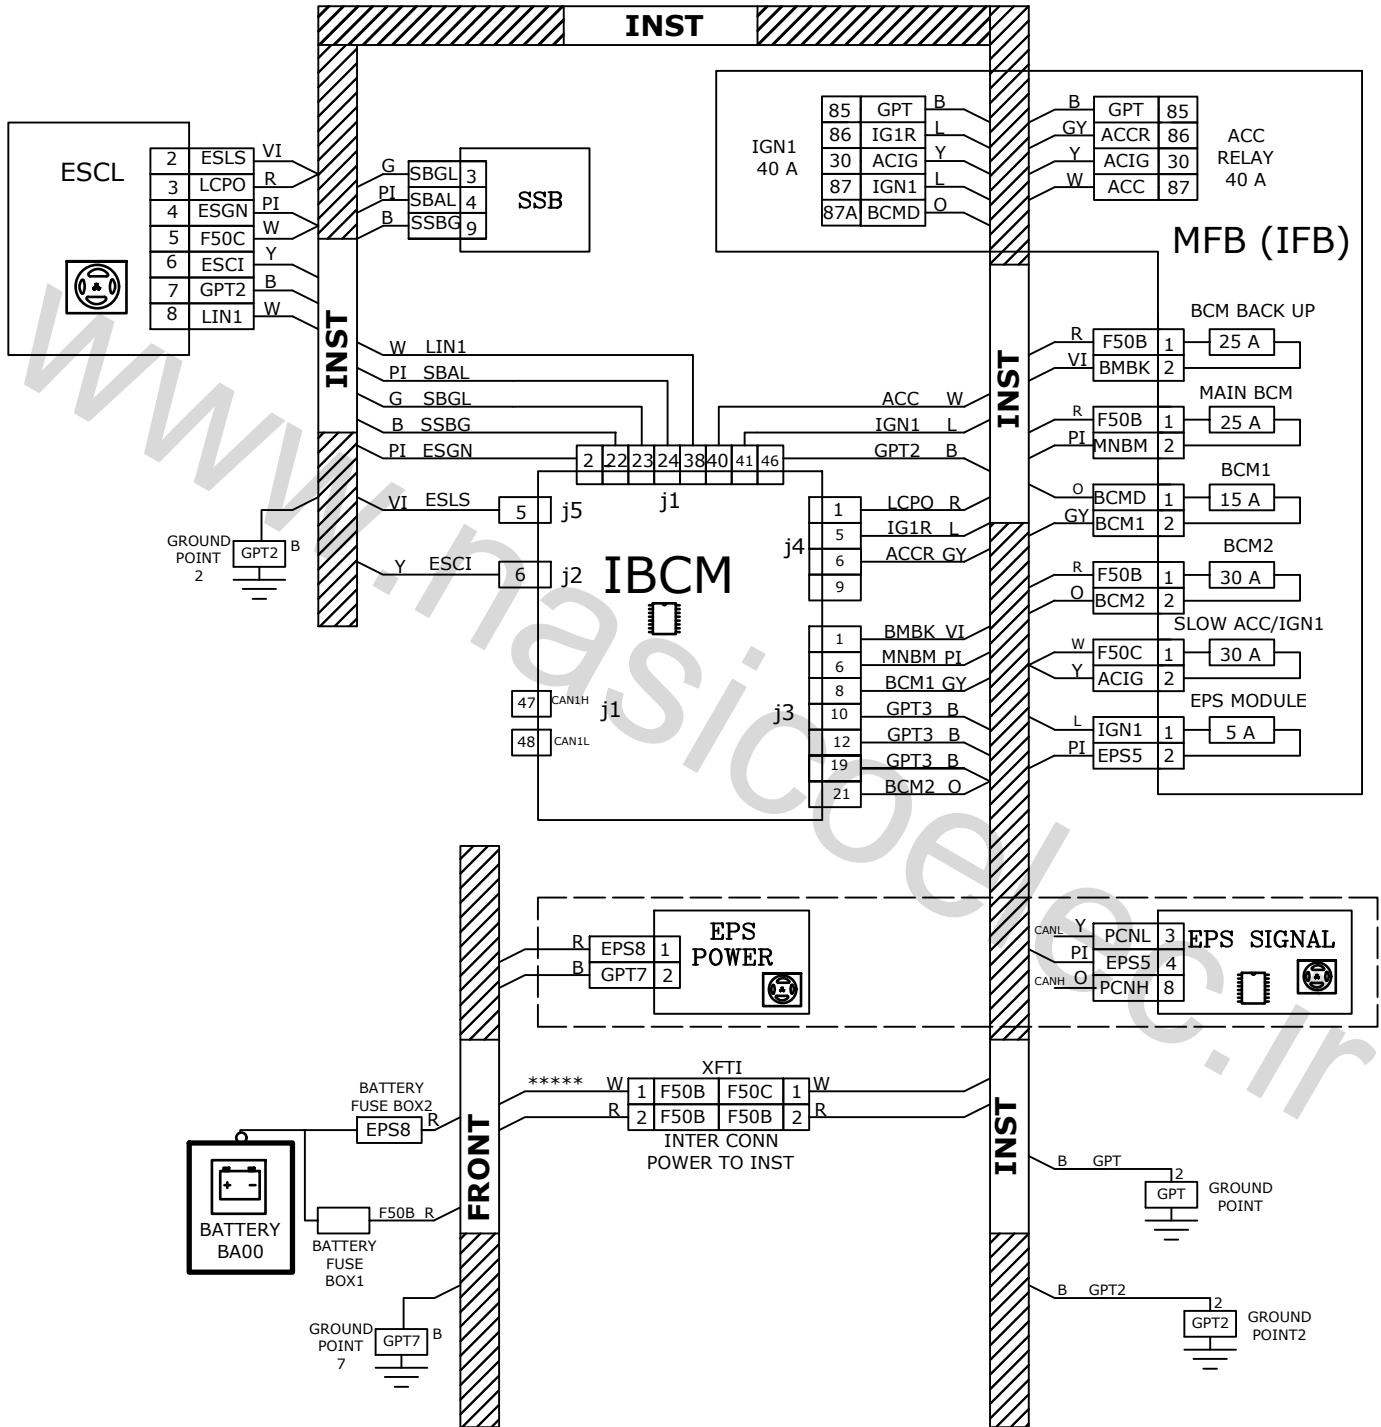 INST
ESCL
2 ESLS VI
3 LCPO R
4 ESGN PI
5 F50C W
6 ESCI Y
7 GPT2 B
8 LIN1 W
G SBGL 3
PI SBAL 4
B SSBG 9
SSB
IGN1
40 A
85 GPT B
86 IG1R L
30 ACIG Y
87 IGN1 L
87A BCMD O
B GPT 85
GY ACCR 86
Y ACIG 30
W ACC 87
ACC
RELAY
40 A
MFB (IFB)
INST
W LIN1
PI SBAL
G SBGL
B SSBG
PI ESGN
VI ESLS
Y ESCI
GROUND
POINT
2
GPT2 B
2 22 23 24 38 40 41 46
j1
5 j5
6 j2
IBCM
47 CAN1H
48 CAN1L
j1
ACC W
IGN1 L
GPT2 B
j4
1 LCPO R
5 IG1R L
6 ACCR GY
9
j3
1 BMBK VI
6 MNBM PI
8 BCM1 GY
10 GPT3 B
12 GPT3 B
19 GPT3 B
21 BCM2 O
INST
BCM BACK UP
R F50B 1 25 A
VI BMBK 2
MAIN BCM
R F50B 1 25 A
PI MNBM 2
BCM1
O BCMD 1 15 A
GY BCM1 2
BCM2
R F50B 1 30 A
O BCM2 2
SLOW ACC/IGN1
W F50C 1 30 A
Y ACIG 2
EPS MODULE
L IGN1 1 5 A
PI EPS5 2
R EPS8 1
B GPT7 2
EPS
POWER
CANL Y PCNL 3
PI EPS5 4
CANH O PCNH 8
EPS SIGNAL
XFTI
***** W 1 F50B F50C 1 W
R 2 F50B F50B 2 R
INTER CONN
POWER TO INST
BATTERY
FUSE BOX2
EPS8 R
FRONT
INST
BATTERY
BA00
+ -
F50B R
BATTERY
FUSE
BOX1
GROUND
POINT
7
GPT7 B
B GPT 2
GPT
GROUND
POINT
B GPT2 2
GPT2
GROUND
POINT2
www.nasicoelec.ir